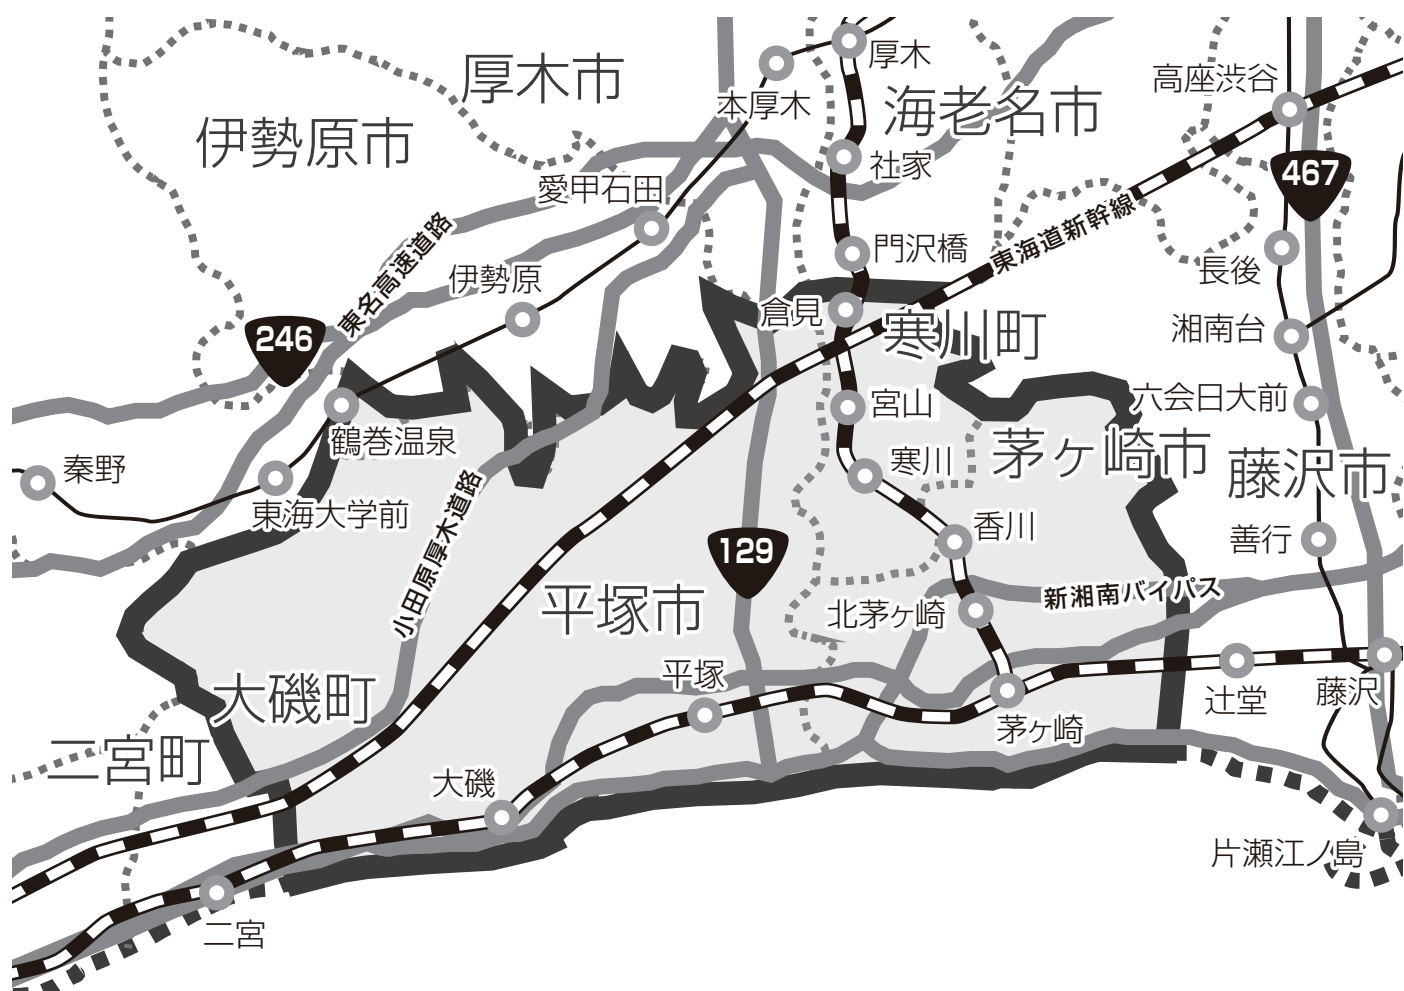 厚木
高座渋谷
厚木市
本厚木
海老名市
伊勢原市
社家
467
愛甲石田
東海道新幹線
門沢橋
長後
東名高速道路
伊勢原
倉見
寒川町
湘南台
246
六会日大前
宮山
鶴巻温泉
茅ヶ崎市
寒川
藤沢市
秦野
東海大学前
小田原厚木道路
香川
善行
129
新湘南バイパス
平塚市
北茅ヶ崎
平塚
大磯町
辻堂
藤沢
茅ヶ崎
二宮町
大磯
片瀬江ノ島
二宮